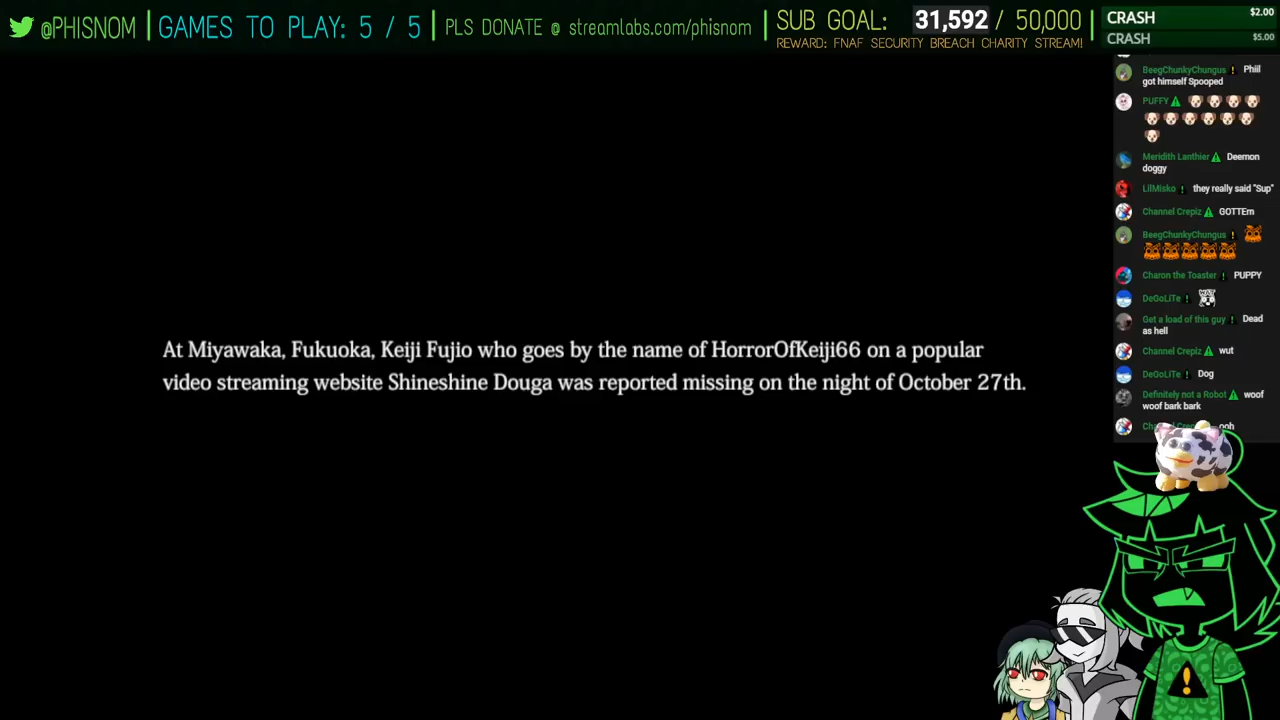 @PHISNOM
GAMES TO PLAY: 5 / 5
PLS DONATE @ streamlabs.com/phisnom
SUB GOAL: 31,592 / 50,000
REWARD: FNAF SECURITY BREACH CHARITY STREAM!
CRASH $2.00
CRASH $5.00
BeegChunkyChungus ! Phiil
got himself Spooped
PUFFY
Meridith Lanthier Deemon
doggy
LilMisko ! they really said "Sup"
Channel Crepiz GOTTEm
BeegChunkyChungus !
Charon the Toaster ! PUPPY
DeGoLiTe ! WAT
Get a load of this guy ! Dead
as hell
Channel Crepiz wut
DeGoLiTe ! Dog
Definitely not a Robot woof
woof bark bark
ooh
At Miyawaka, Fukuoka, Keiji Fujio who goes by the name of HorrorOfKeiji66 on a popular
video streaming website Shineshine Douga was reported missing on the night of October 27th.